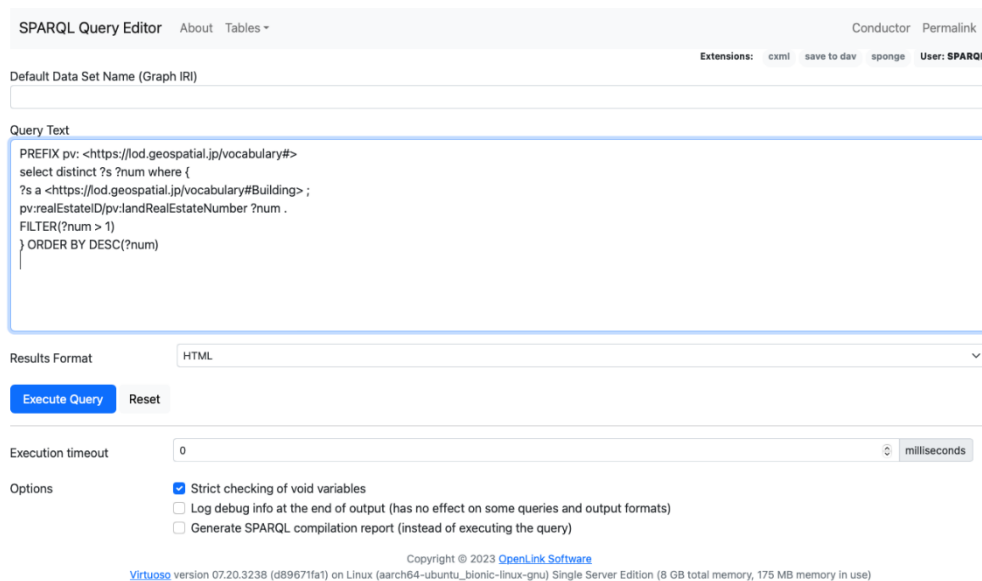 SPARQL Query Editor About Tables Conductor Permalink
Extensions: cxml save to dav sponge User: SPARQL
Default Data Set Name (Graph IRI)
Query Text
PREFIX pv: <https://lod.geospatial.jp/vocabulary#>
select distinct ?s ?num where {
?s a <https://lod.geospatial.jp/vocabulary#Building> ;
pv:realEstateID/pv:landRealEstateNumber ?num .
FILTER(?num > 1)
} ORDER BY DESC(?num)
Results Format HTML
Execute Query Reset
Execution timeout 0 milliseconds
Options Strict checking of void variables
Log debug info at the end of output (has no effect on some queries and output formats)
Generate SPARQL compilation report (instead of executing the query)
Copyright © 2023 OpenLink Software
Virtuoso version 07.20.3238 (d89671fa1) on Linux (aarch64-ubuntu_bionic-linux-gnu) Single Server Edition (8 GB total memory, 175 MB memory in use)